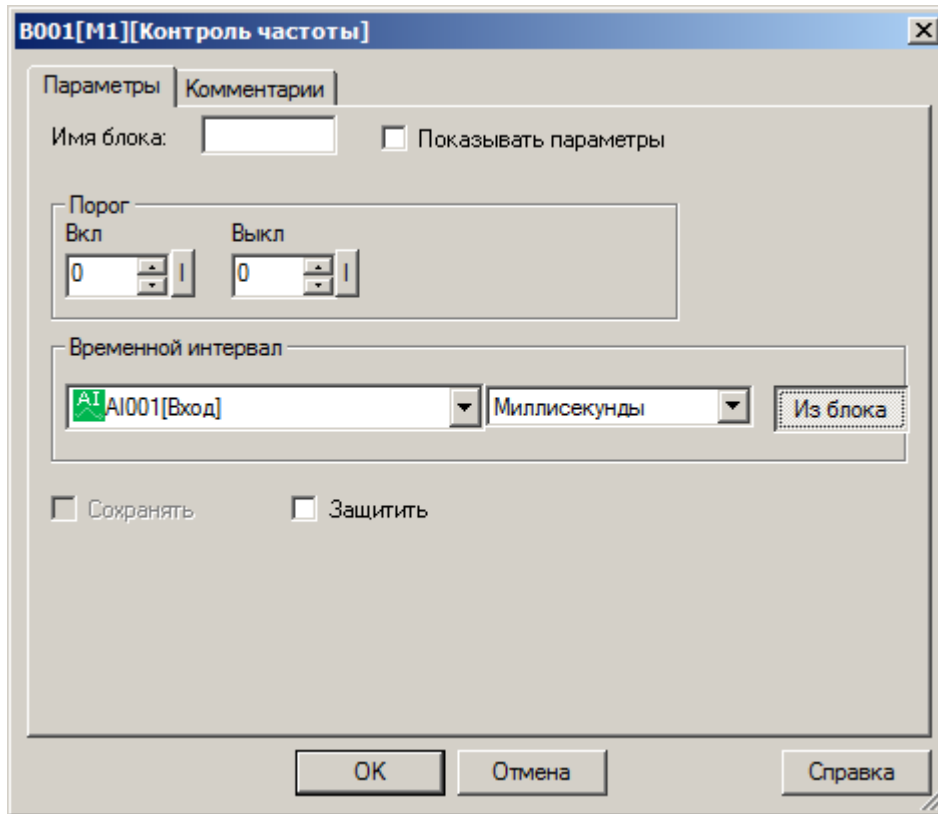 B001[M1][Контроль частоты]
Параметры Комментарии
Имя блока: Показывать параметры
Порог
Вкл Выкл
0 I 0 I
Временной интервал
AI AI001[Вход] Миллисекунды Из блока
Сохранять Защитить
OK Отмена Справка